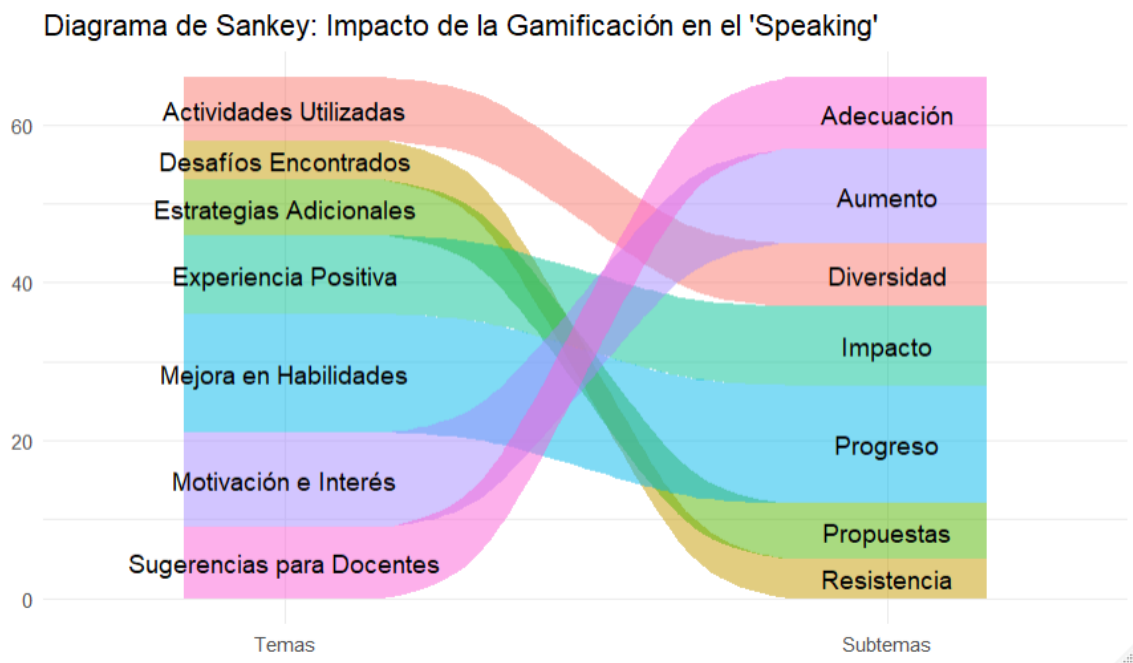 Diagrama de Sankey: Impacto de la Gamificación en el 'Speaking'
Actividades Utilizadas
Desafíos Encontrados
Estrategias Adicionales
Experiencia Positiva
Mejora en Habilidades
Motivación e Interés
Sugerencias para Docentes
Adecuación
Aumento
Diversidad
Impacto
Progreso
Propuestas
Resistencia
60
40
20
0
Temas
Subtemas